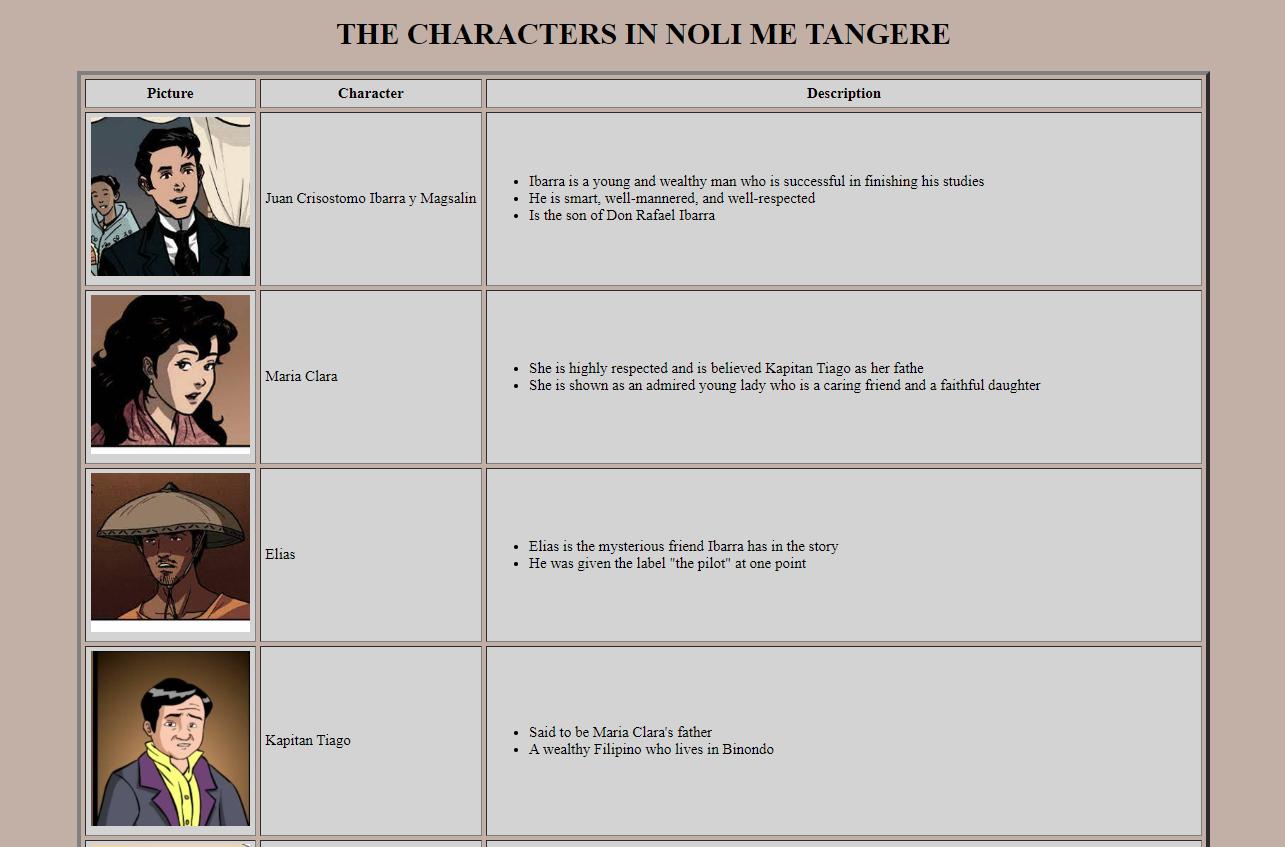 THE CHARACTERS IN NOLI ME TANGERE
Picture Character Description
Juan Crisostomo Ibarra y Magsalin
• Ibarra is a young and wealthy man who is successful in finishing his studies
• He is smart, well-mannered, and well-respected
• Is the son of Don Rafael Ibarra
Maria Clara
• She is highly respected and is believed Kapitan Tiago as her fathe
• She is shown as an admired young lady who is a caring friend and a faithful daughter
Elias
• Elias is the mysterious friend Ibarra has in the story
• He was given the label "the pilot" at one point
Kapitan Tiago
• Said to be Maria Clara's father
• A wealthy Filipino who lives in Binondo